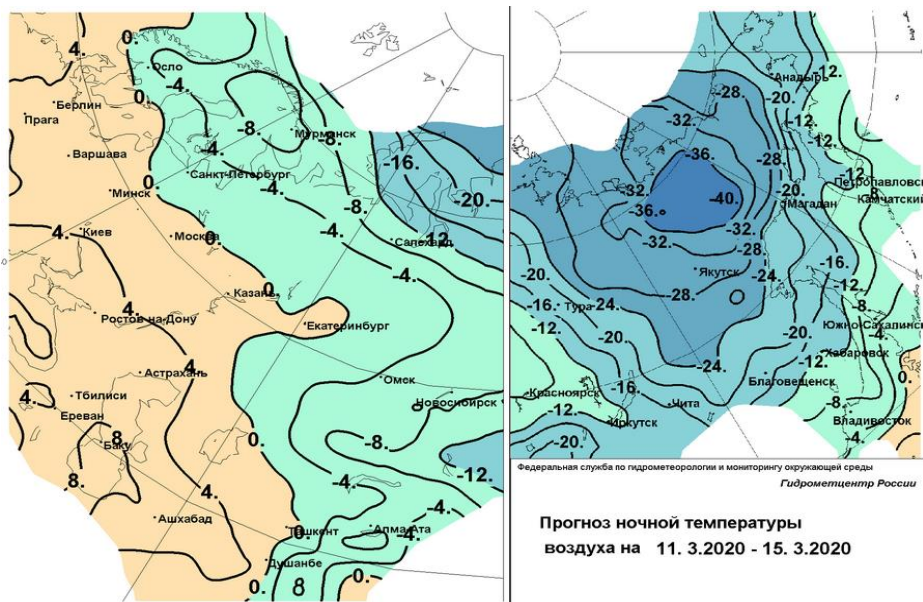 4.
0.
Осло
-4.
Берлин
0.
Прага
-8.
Мурманск
-8.
Варшава
-4.
-16.
Санкт-Петербург
0.
-4.
-20.
Минск
-8.
4.
Киев
Москва
-4.
-12.
Салехард
-4.
Казань
0.
4.
Ростов-на-Дону
Екатеринбург
4.
4.
Астрахань
Омск
4.
Тбилиси
Новосибирск
Ереван
8.
0.
-8.
Баку
8.
-4.
-12.
4.
-4.
Ашхабад
0.
Ташкент
Алма-Ата
-4.
Душанбе
0.
8
0.
-12.
Анадырь
-28.
-20.
-32.
-12.
-36.
-28.
-12.
Петропавловск
-32.
-40.
-20.
-8.
Камчатский
-36.
Магадан
-32.
-32.
-28.
-16.
Якутск
-24.
-20.
-28.
-12.
-16.
Тура
-24.
-8.
-12.
-20.
-20.
Южно-Сахалинск
-4.
-12.
Хабаровск
-24.
0.
Красноярск
-16.
Благовещенск
-12.
Чита
-8.
Иркутск
Владивосток
-20.
-4.
Федеральная служба по гидрометеорологии и мониторингу окружающей среды
Гидрометцентр России
Прогноз ночной температуры
воздуха на 11. 3.2020 - 15. 3.2020